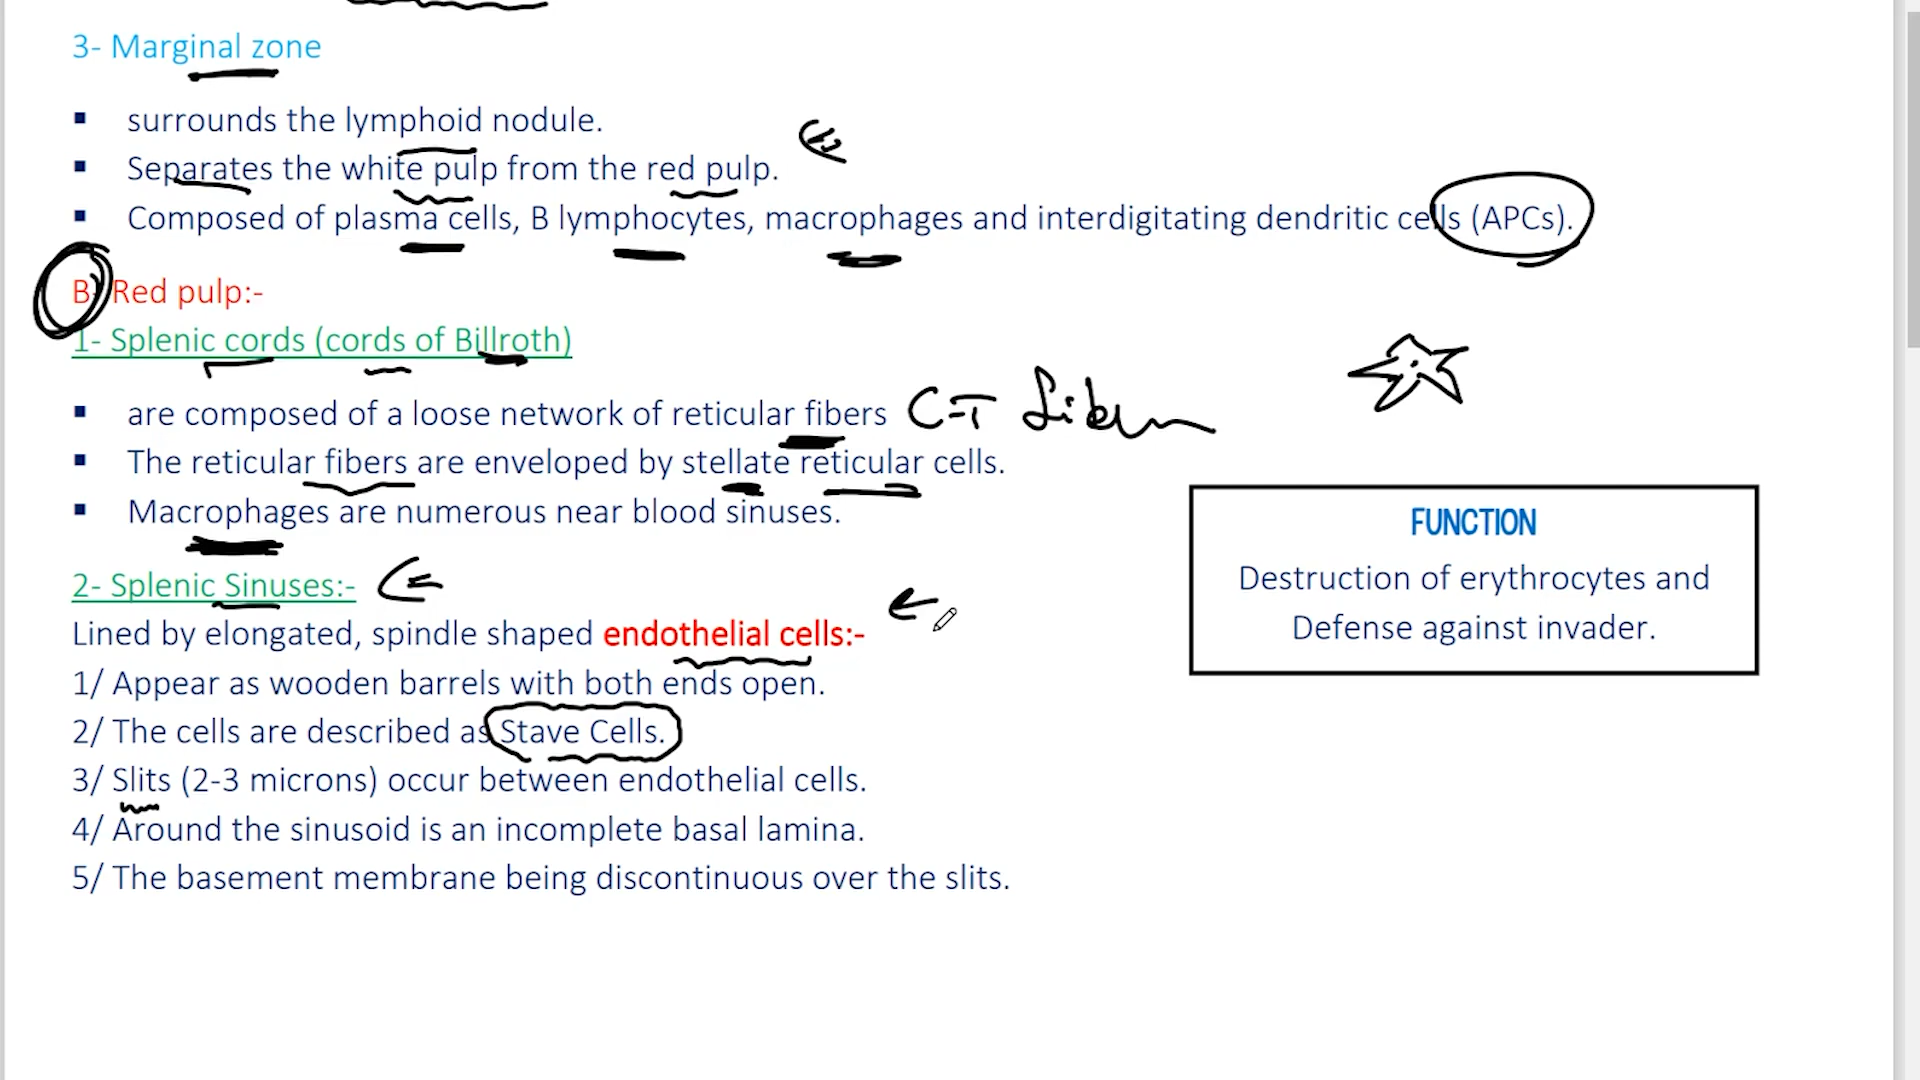 3- Marginal zone
▪ surrounds the lymphoid nodule.
▪ Separates the white pulp from the red pulp.
▪ Composed of plasma cells, B lymphocytes, macrophages and interdigitating dendritic cells (APCs).
B- Red pulp:-
1- Splenic cords (cords of Billroth)
▪ are composed of a loose network of reticular fibers C-T
▪ The reticular fibers are enveloped by stellate reticular cells.
▪ Macrophages are numerous near blood sinuses.
2- Splenic Sinuses:-
Lined by elongated, spindle shaped endothelial cells:-
1/ Appear as wooden barrels with both ends open.
2/ The cells are described as Stave Cells.
3/ Slits (2-3 microns) occur between endothelial cells.
4/ Around the sinusoid is an incomplete basal lamina.
5/ The basement membrane being discontinuous over the slits.
FUNCTION
Destruction of erythrocytes and
Defense against invader.